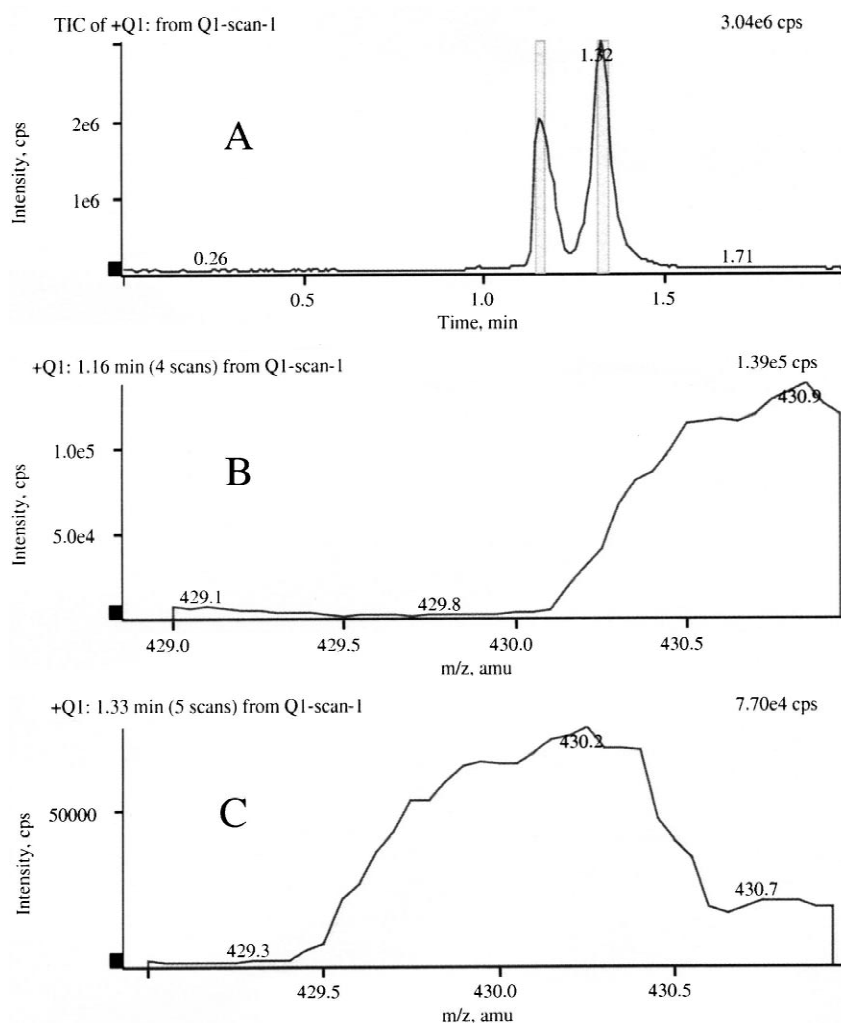 TIC of +Q1: from Q1-scan-1 3.04e6 cps
1.32
2e6
A
Intensity, cps
1e6
0.26 1.71
0.5 1.0 1.5
Time, min
+Q1: 1.16 min (4 scans) from Q1-scan-1 1.39e5 cps
430.9
1.0e5
B
Intensity, cps
5.0e4
429.1 429.8
429.0 429.5 430.0 430.5
m/z, amu
+Q1: 1.33 min (5 scans) from Q1-scan-1 7.70e4 cps
430.2
50000
C
Intensity, cps
430.7
429.3
429.5 430.0 430.5
m/z, amu